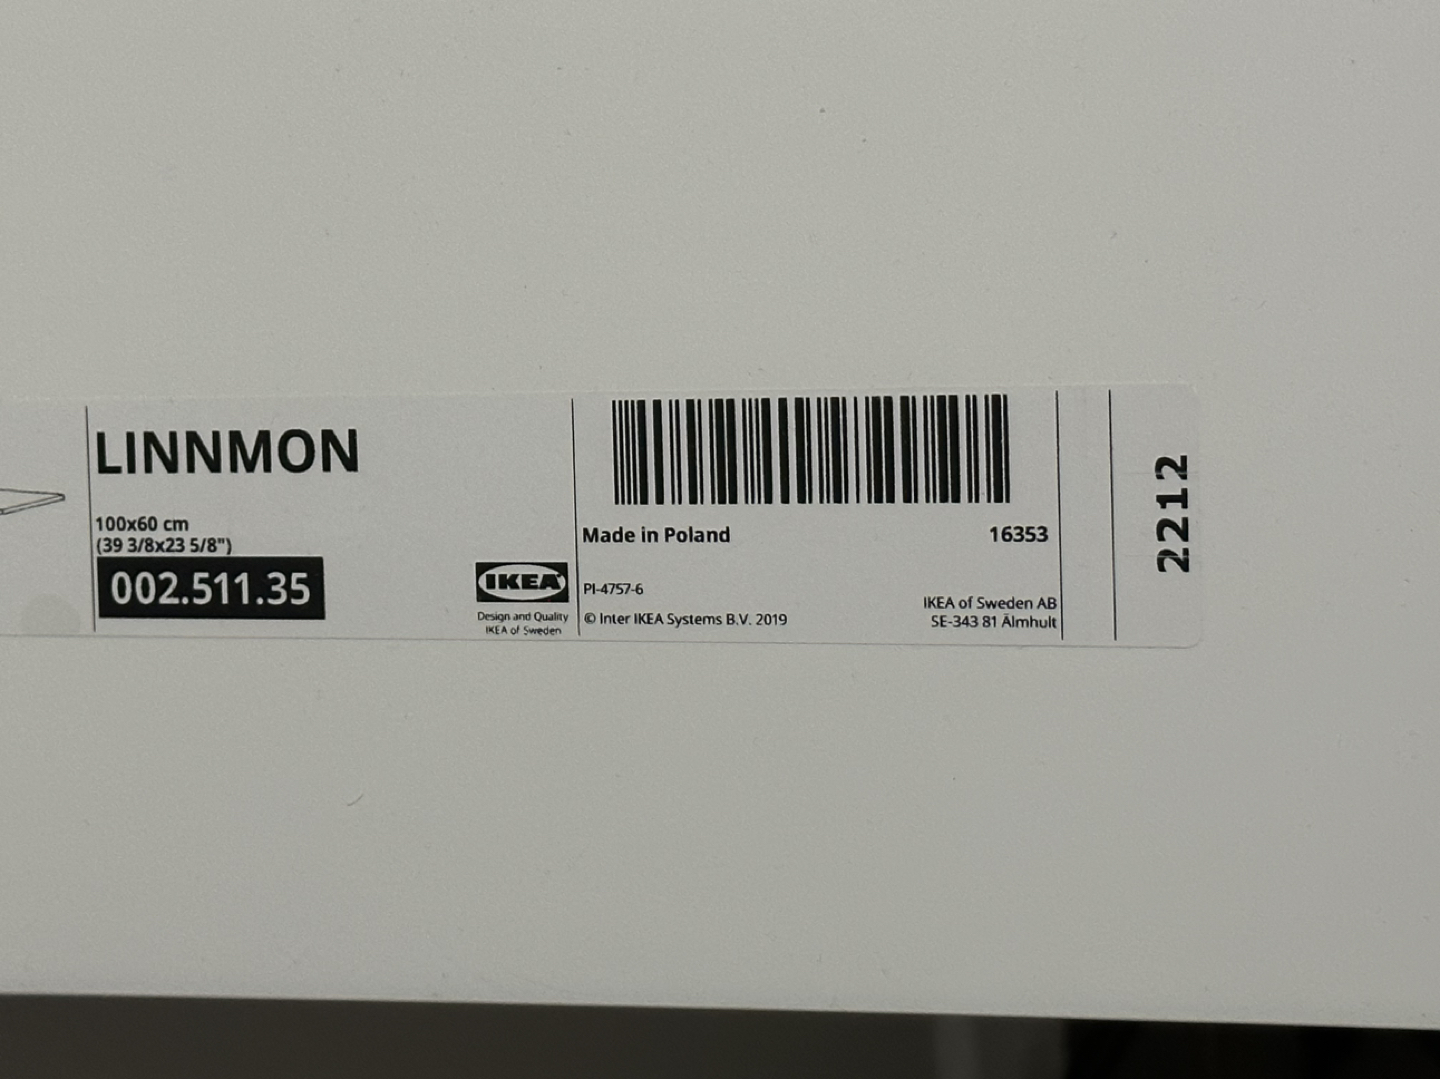 LINNMON
100x60 cm
(39 3/8x23 5/8")
002.511.35
IKEA
Design and Quality
IKEA of Sweden
Made in Poland
16353
PI-4757-6
© Inter IKEA Systems B.V. 2019
IKEA of Sweden AB
SE-343 81 Älmhult
2212